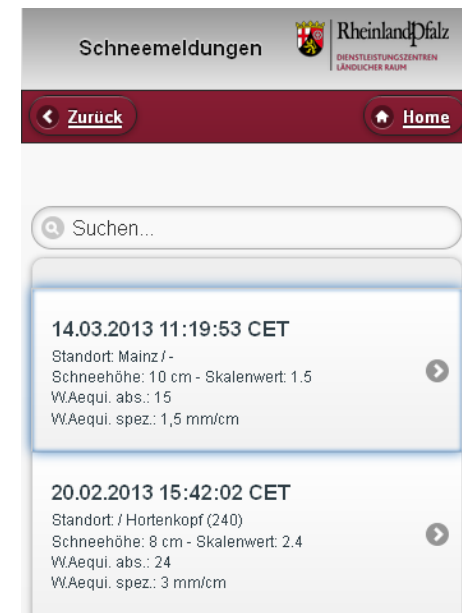 Schneemeldungen
RheinlandPfalz
DIENSTLEISTUNGSZENTREN
LÄNDLICHER RAUM
Zurück
Home
Suchen...
14.03.2013 11:19:53 CET
Standort: Mainz / -
Schneehöhe: 10 cm - Skalenwert: 1.5
W.Aequi. abs.: 15
W.Aequi. spez.: 1,5 mm/cm
20.02.2013 15:42:02 CET
Standort: / Hortenkopf (240)
Schneehöhe: 8 cm - Skalenwert: 2.4
W.Aequi. abs.: 24
W.Aequi. spez.: 3 mm/cm